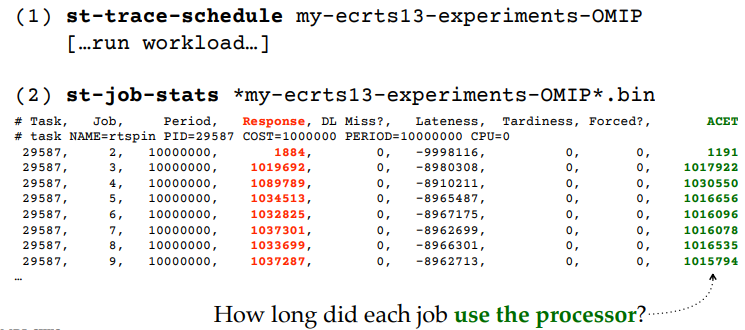 (1) st-trace-schedule my-ecrts13-experiments-OMIP
[…run workload…]
(2) st-job-stats *my-ecrts13-experiments-OMIP*.bin
# Task, Job, Period, Response, DL Miss?, Lateness, Tardiness, Forced?, ACET
# task NAME=rtspin PID=29587 COST=1000000 PERIOD=10000000 CPU=0
29587, 2, 10000000, 1884, 0, -9998116, 0, 0, 1191
29587, 3, 10000000, 1019692, 0, -8980308, 0, 0, 1017922
29587, 4, 10000000, 1089789, 0, -8910211, 0, 0, 1030550
29587, 5, 10000000, 1034513, 0, -8965487, 0, 0, 1016656
29587, 6, 10000000, 1032825, 0, -8967175, 0, 0, 1016096
29587, 7, 10000000, 1037301, 0, -8962699, 0, 0, 1016078
29587, 8, 10000000, 1033699, 0, -8966301, 0, 0, 1016535
29587, 9, 10000000, 1037287, 0, -8962713, 0, 0, 1015794
…
How long did each job use the processor?